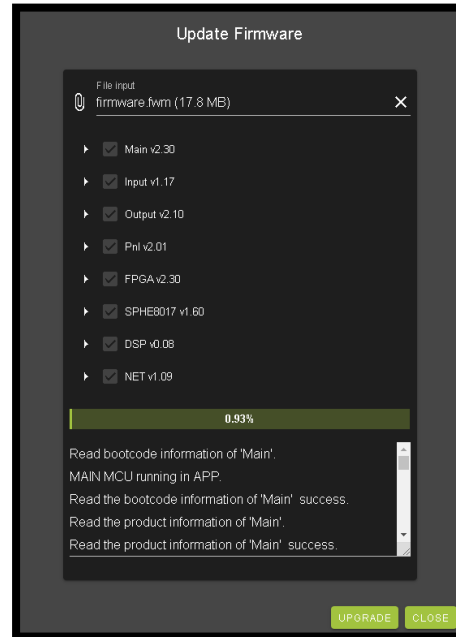 Update Firmware
File input
firmware.fwm (17.8 MB)
Main v2.30
Input v1.17
Output v2.10
Pnl v2.01
FPGA v2.30
SPHE8017 v1.60
DSP v0.08
NET v1.09
0.93%
Read bootcode information of 'Main'.
MAIN MCU running in APP.
Read the bootcode information of 'Main' success.
Read the product information of 'Main'.
Read the product information of 'Main' success.
UPGRADE CLOSE